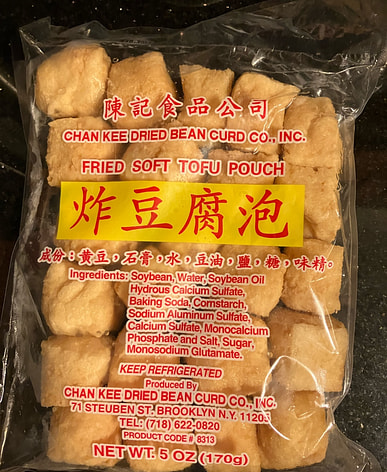 陳記食品公司
CHAN KEE DRIED BEAN CURD CO., INC.
FRIED SOFT TOFU POUCH
炸豆腐泡
成份：黄豆，石膏，水，豆油，鹽，糖，味精。
Ingredients: Soybean, Water, Soybean Oil
Hydrous Calcium Sulfate,
Baking Soda, Cornstarch,
Sodium Aluminum Sulfate,
Calcium Sulfate, Monocalcium
Phosphate and Salt, Sugar,
Monosodium Glutamate.
KEEP REFRIGERATED
Produced By
CHAN KEE DRIED BEAN CURD CO., INC.
71 STEUBEN ST. BROOKLYN N.Y. 11205
TEL: (718) 622-0820
PRODUCT CODE # 8313
NET WT. 5 OZ (170g)